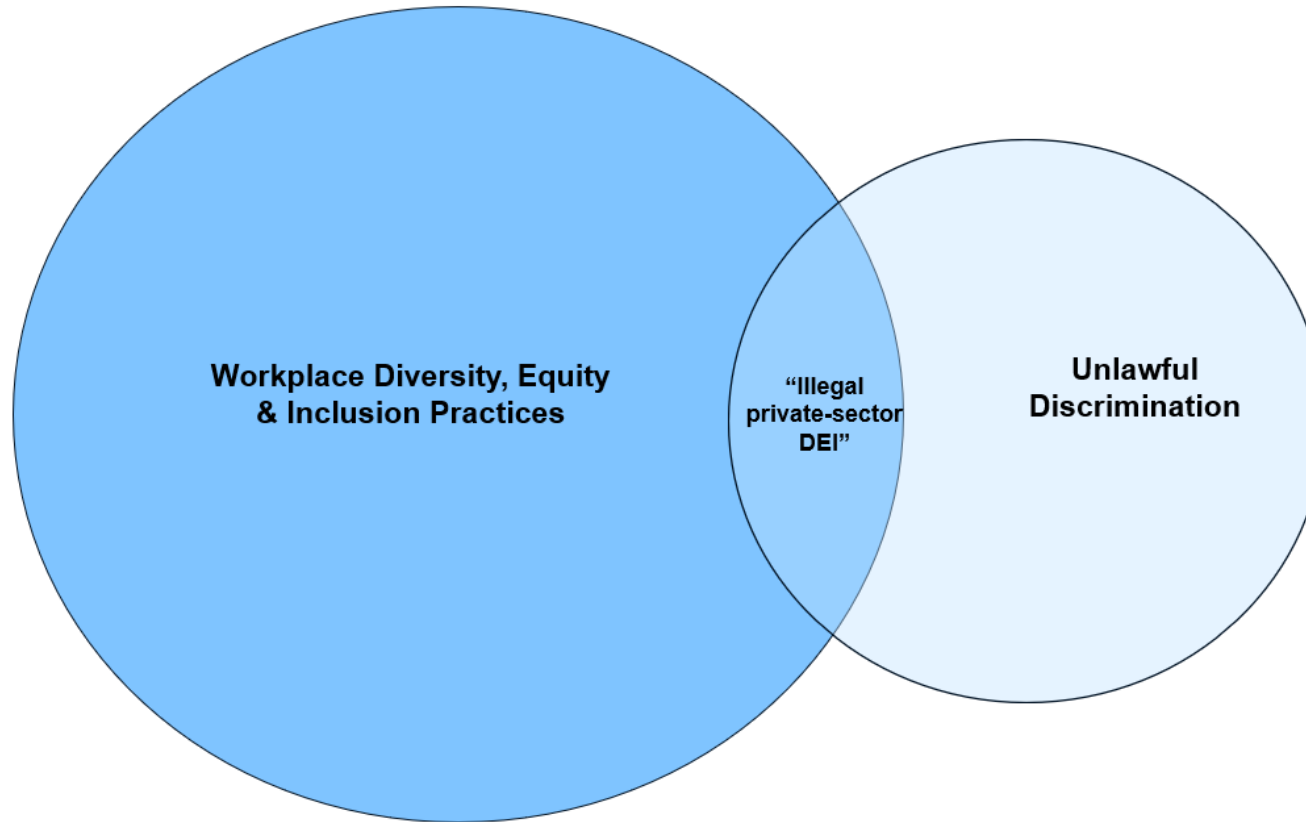 Workplace Diversity, Equity
& Inclusion Practices
“Illegal
private-sector
DEI”
Unlawful
Discrimination